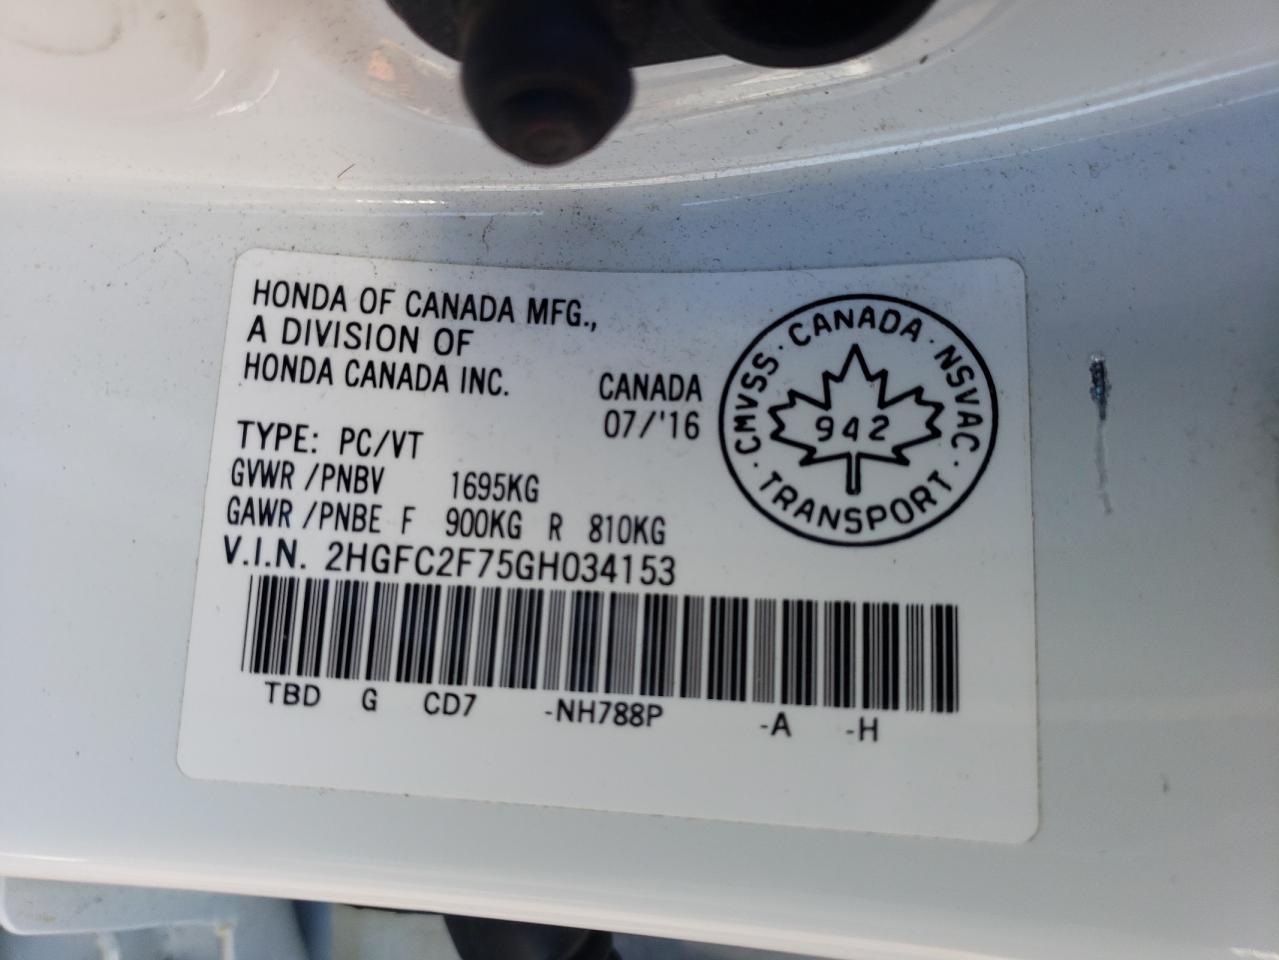 HONDA OF CANADA MFG.,
A DIVISION OF
HONDA CANADA INC.
CANADA
07/'16
TYPE: PC/VT
GVWR /PNBV 1695KG
GAWR /PNBE F 900KG R 810KG
V.I.N. 2HGFC2F75GH034153
TBD G CD7 -NH788P -A -H
CMVSS · CANADA · NSVAC · TRANSPORT ·
942